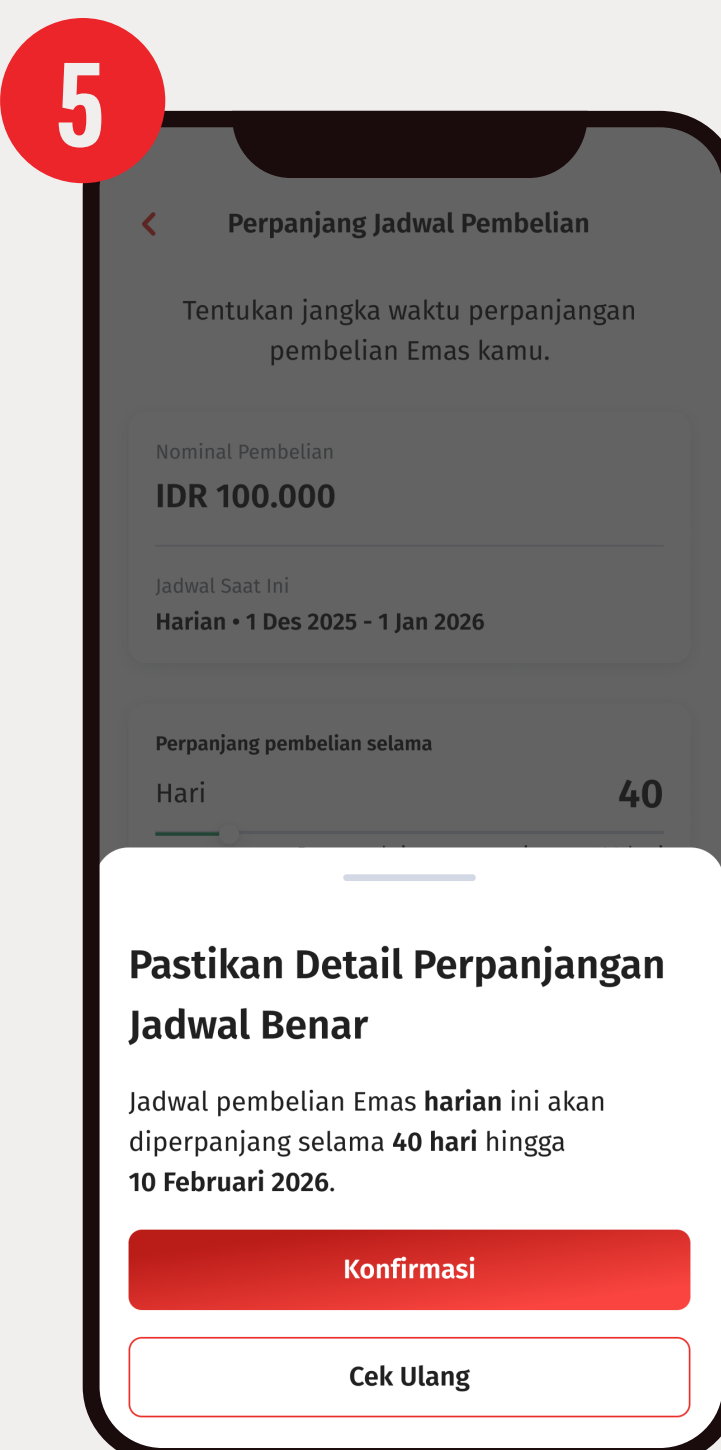 5
Perpanjang Jadwal Pembelian
Tentukan jangka waktu perpanjangan
pembelian Emas kamu.
Nominal Pembelian
IDR 100.000
Jadwal Saat Ini
Harian • 1 Des 2025 - 1 Jan 2026
Perpanjang pembelian selama
Hari 40
Pastikan Detail Perpanjangan
Jadwal Benar
Jadwal pembelian Emas harian ini akan
diperpanjang selama 40 hari hingga
10 Februari 2026.
Konfirmasi
Cek Ulang